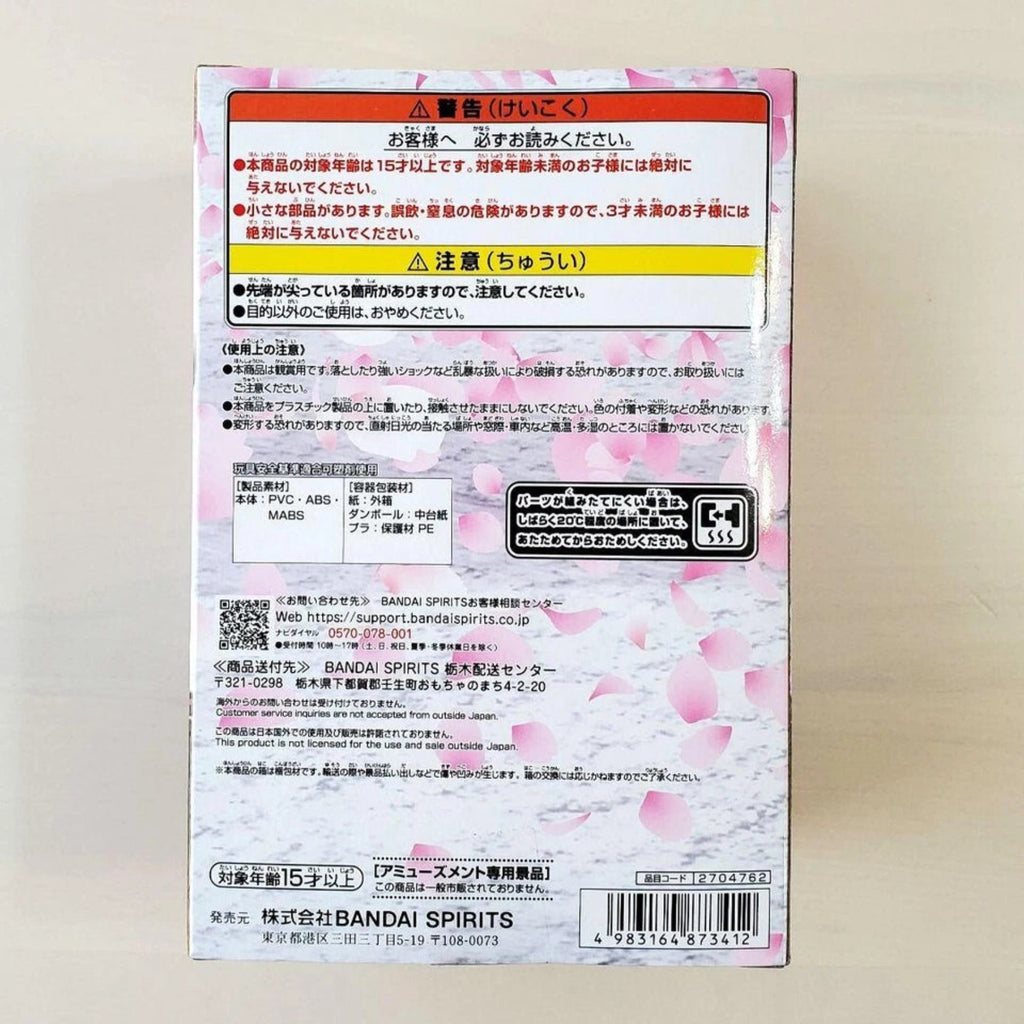 ⚠警告(けいこく)
お客様へ 必ずお読みください。
●本商品の対象年齢は15才以上です。対象年齢未満のお子様には絶対に
与えないでください。
●小さな部品があります。誤飲・窒息の危険がありますので、3才未満のお子様には
絶対に与えないでください。
⚠注意(ちゅうい)
●先端が尖っている箇所がありますので、注意してください。
●目的以外のご使用は、おやめください。
〈使用上の注意〉
●本商品は観賞用です。落としたり強いショックなど乱暴な扱いにより破損する恐れがありますので、お取り扱いには
ご注意ください。
●本商品をプラスチック製品の上に置いたり、接触させたままにしないでください。色の付着や変形などの恐れがあります。
●変形する恐れがありますので、直射日光の当たる場所や窓際・車内など高温・多湿のところには置かないでください。
玩具安全基準適合可塑剤使用
[製品素材]
本体:PVC・ABS・
MABS
[容器包装材]
紙:外箱
ダンボール:中台紙
プラ:保護材 PE
パーツが組みたてにくい場合は、
しばらく20℃程度の場所に置いて、
あたためてからおためしください。
≪お問い合わせ先≫ BANDAI SPIRITSお客様相談センター
Web https://support.bandaispirits.co.jp
ナビダイヤル 0570-078-001
●受付時間 10時〜17時(土、日、祝日、夏季・冬季休業日を除く)
≪商品送付先≫ BANDAI SPIRITS 栃木配送センター
〒321-0298 栃木県下都賀郡壬生町おもちゃのまち4-2-20
海外からのお問い合わせは受け付けておりません。
Customer service inquiries are not accepted from outside Japan.
この商品は日本国外での使用及び販売は許諾されておりません。
This product is not licensed for the use and sale outside Japan.
※本商品の箱は梱包材です。輸送の際や景品払い出しなどで傷や凹みが生じます。箱の交換には応じかねますのでご了承ください。
対象年齢15才以上
[アミューズメント専用景品]
この商品は一般市販されておりません。
品目コード 2704762
発売元 株式会社BANDAI SPIRITS
東京都港区三田三丁目5-19 〒108-0073
4 983164 873412